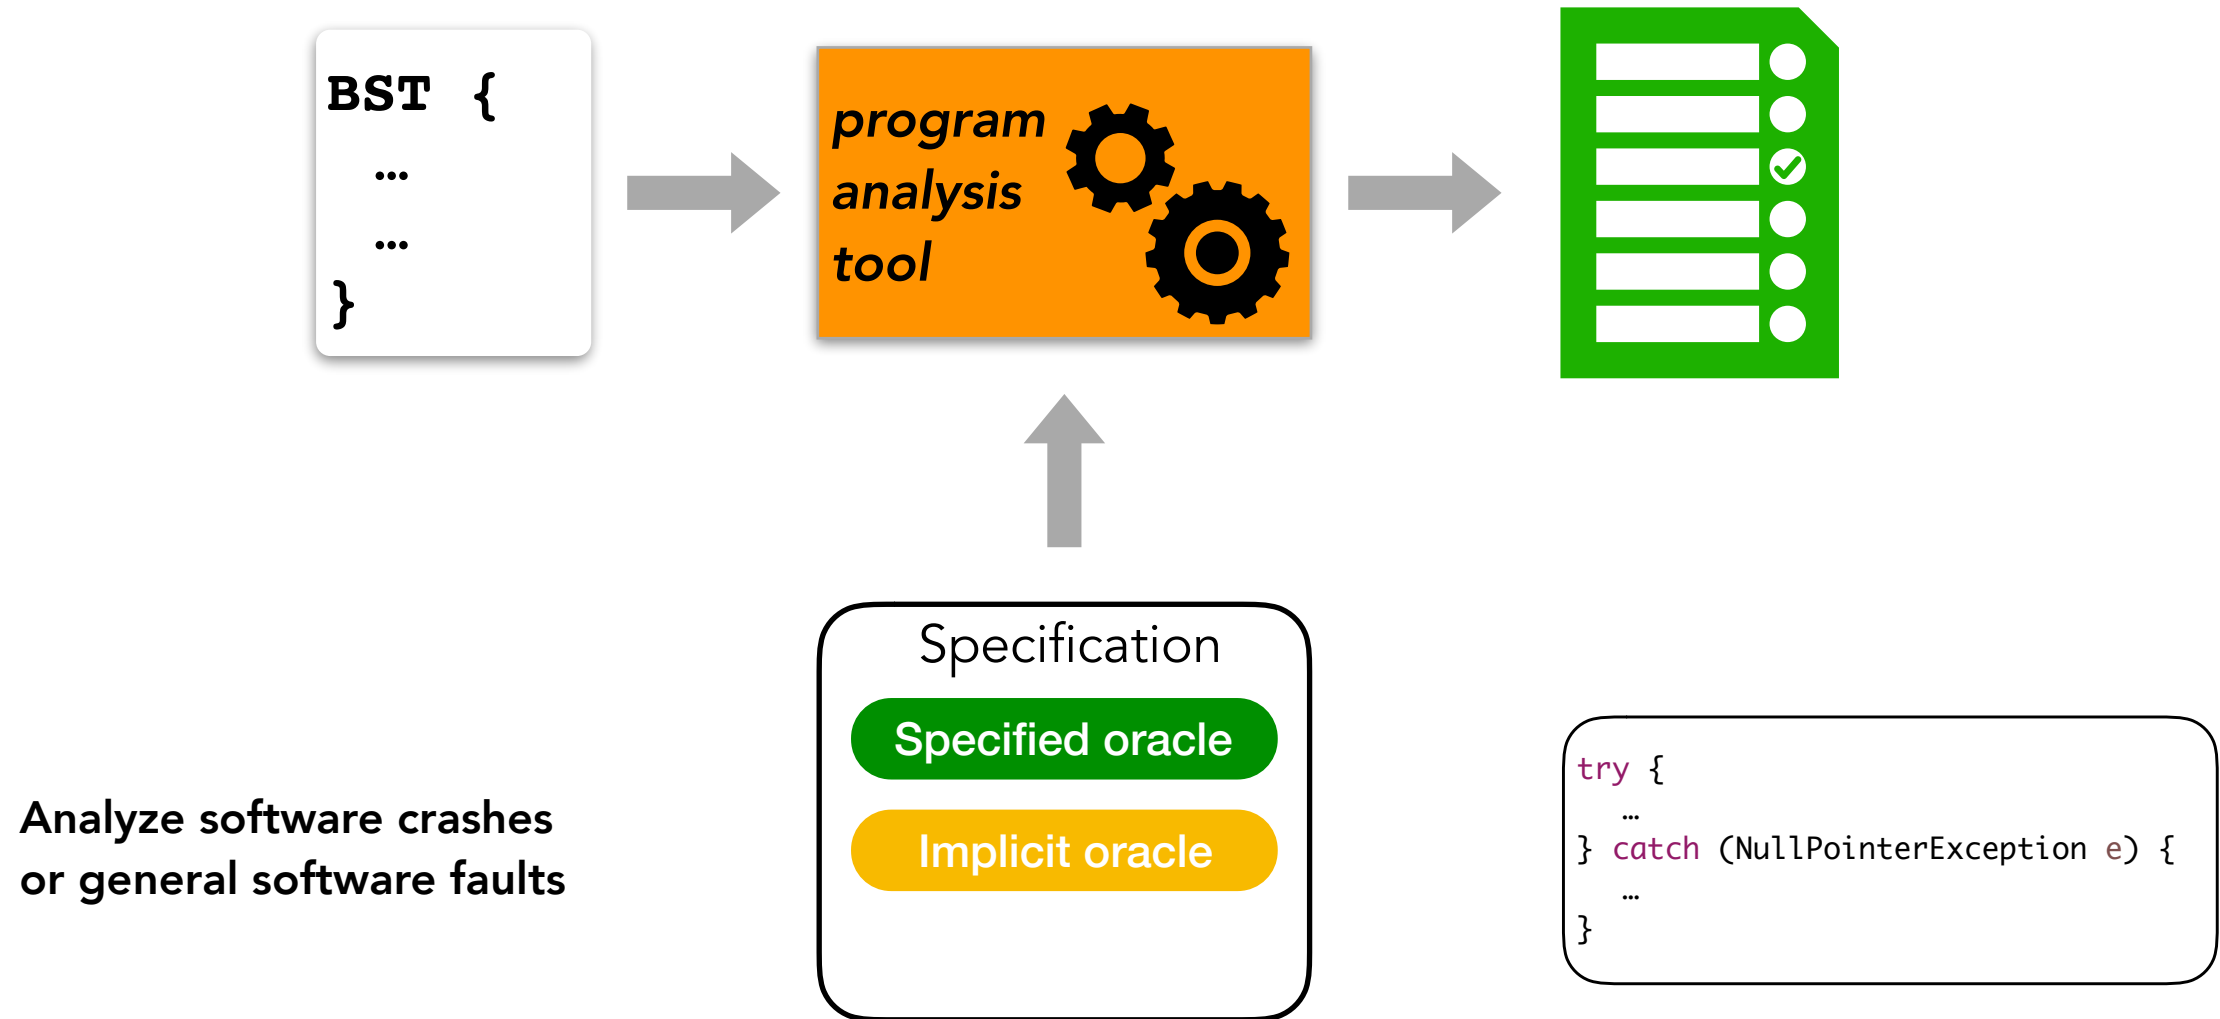 BST {
…
…
}
program
analysis
tool
Specification
Specified oracle
Implicit oracle
Analyze software crashes
or general software faults
try {
…
} catch (NullPointerException e) {
…
}